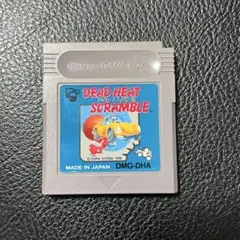 Nintendo GAME BOY
DEAD HEAT
SCRAMBLE
MADE IN JAPAN
DMG-DHA